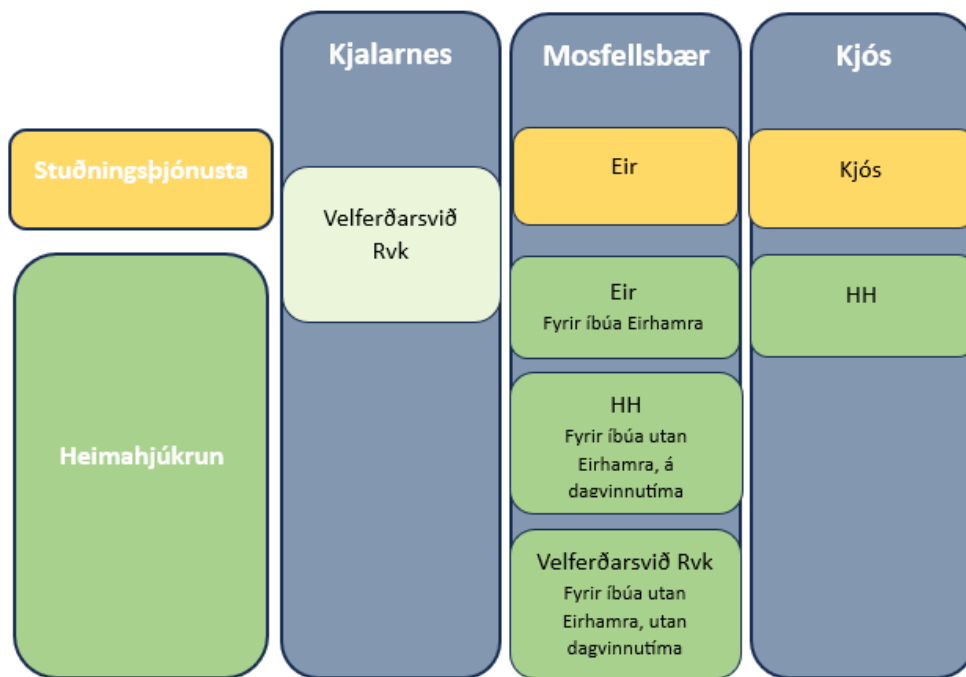 Kjalarnes
Mosfellsbær
Kjós
Stuðningsþjónusta
Velferðarsvið
Rvk
Eir
Kjós
Heimahjúkrun
Eir
Fyrir íbúa Eirhamra
HH
HH
Fyrir íbúa utan
Eirhamra, á
dagvinnutíma
Velferðarsvið Rvk
Fyrir íbúa utan
Eirhamra, utan
dagvinnutíma